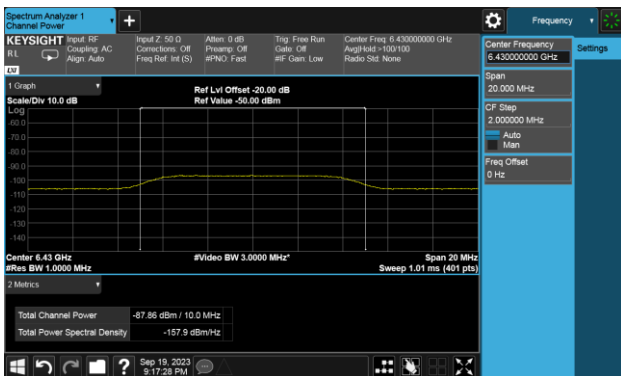 Spectrum Analyzer 1
Channel Power
Frequency
KEYSIGHT
RL
LXI
Input: RF
Coupling: AC
Align: Auto
Input Z: 50 Ω
Corrections: Off
Freq Ref: Int (S)
Atten: 0 dB
Preamp: Off
#PNO: Fast
Trig: Free Run
Gate: Off
#IF Gain: Low
Center Freq: 6.430000000 GHz
Avg|Hold:>100/100
Radio Std: None
Center Frequency
6.430000000 GHz
Settings
Span
20.000 MHz
CF Step
2.000000 MHz
Auto
Man
Freq Offset
0 Hz
1 Graph
Scale/Div 10.0 dB
Ref Lvl Offset -20.00 dB
Ref Value -50.00 dBm
Log
-60.0
-70.0
-80.0
-90.0
-100
-110
-120
-130
-140
Center 6.43 GHz
#Video BW 3.0000 MHz*
Span 20 MHz
#Res BW 1.0000 MHz
Sweep 1.01 ms (401 pts)
2 Metrics
Total Channel Power -87.86 dBm / 10.0 MHz
Total Power Spectral Density -157.9 dBm/Hz
?
Sep 19, 2023
9:17:28 PM